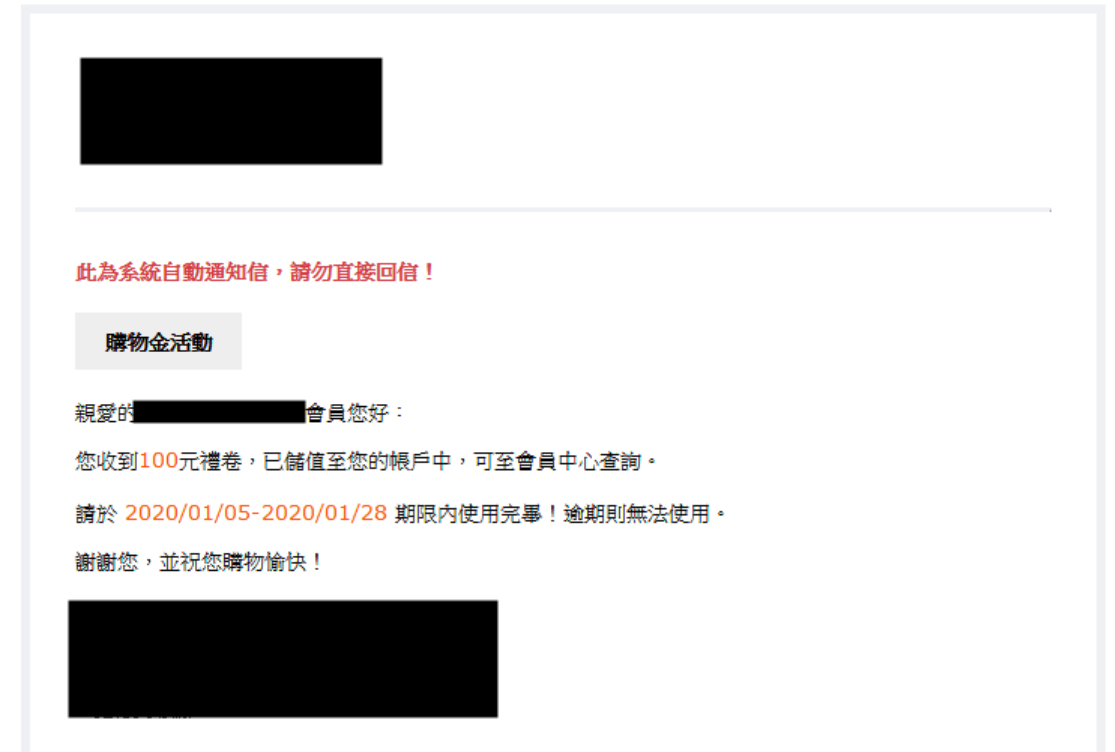 此為系統自動通知信，請勿直接回信！
購物金活動
親愛的會員您好：
您收到100元禮卷，已儲值至您的帳戶中，可至會員中心查詢。
請於 2020/01/05-2020/01/28 期限內使用完畢！逾期則無法使用。
謝謝您，並祝您購物愉快！